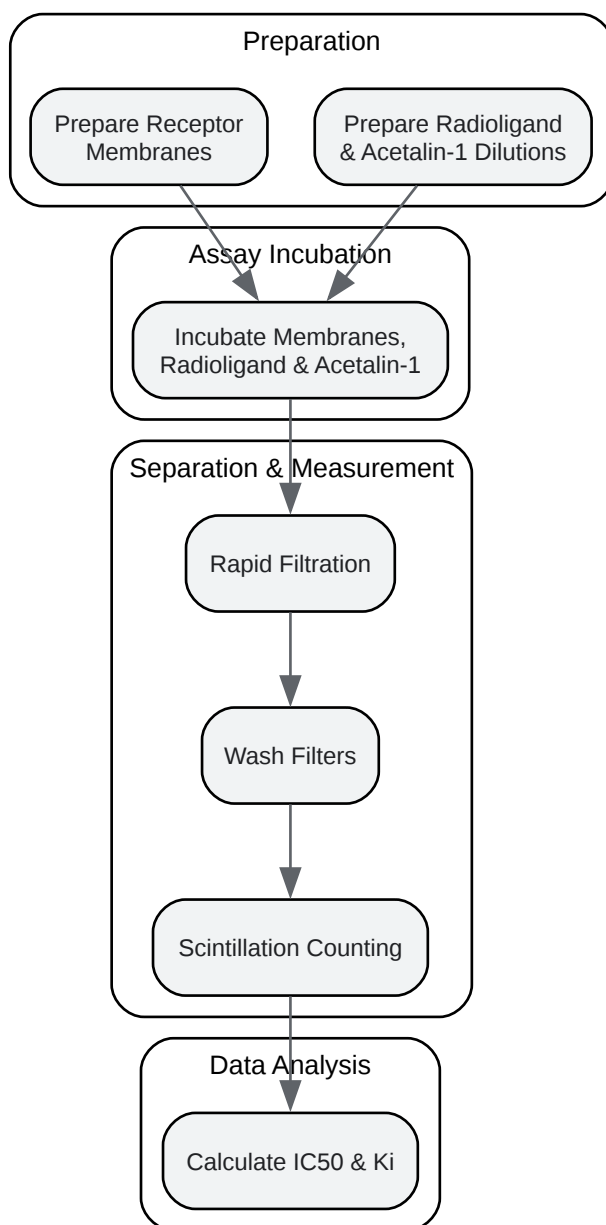 Preparation
Prepare Receptor
Membranes
Prepare Radioligand
& Acetalin-1 Dilutions
Assay Incubation
Incubate Membranes,
Radioligand & Acetalin-1
Separation & Measurement
Rapid Filtration
Wash Filters
Scintillation Counting
Data Analysis
Calculate IC50 & Ki